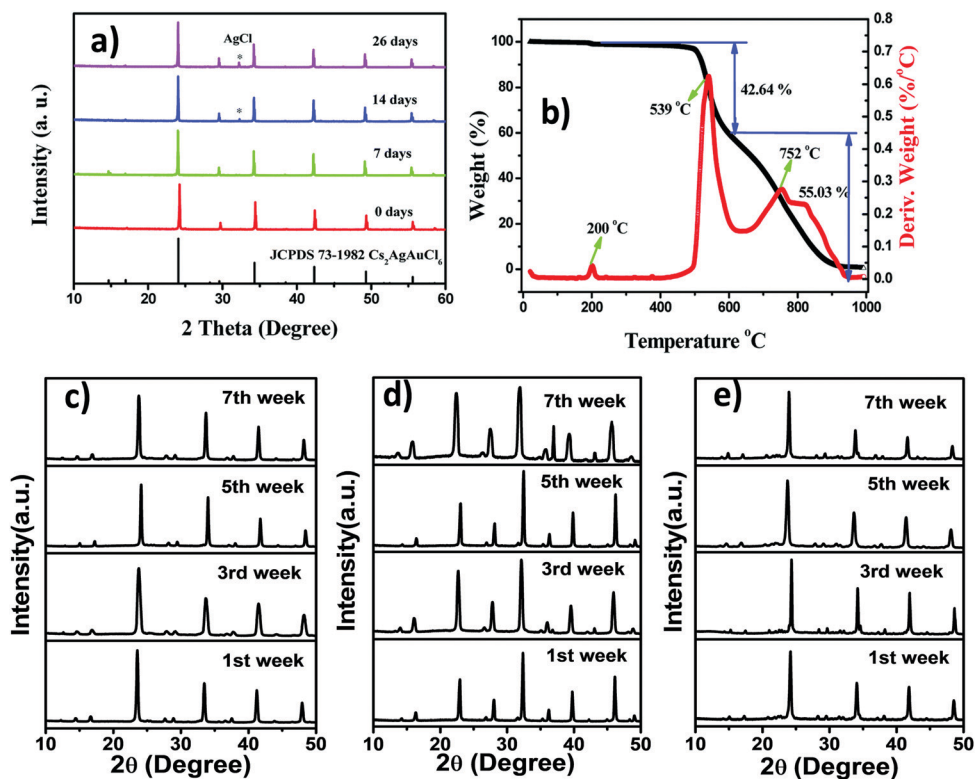 a)
AgCl
26 days
*
14 days
*
7 days
0 days
JCPDS 73-1982 Cs₂AgAuCl₆
Intensity (a. u.)
10 20 30 40 50 60
2 Theta (Degree)
b)
100
80
60
40
20
0
Weight (%)
0.8
0.7
0.6
0.5
0.4
0.3
0.2
0.1
0.0
Deriv. Weight (%/°C)
42.64 %
539 °C
752 °C
55.03 %
200 °C
0 200 400 600 800 1000
Temperature °C
c)
7th week
5th week
3rd week
1st week
Intensity(a.u.)
10 20 30 40 50
2θ (Degree)
d)
7th week
5th week
3rd week
1st week
Intensity(a.u.)
10 20 30 40 50
2θ (Degree)
e)
7th week
5th week
3rd week
1st week
Intensity(a.u.)
10 20 30 40 50
2θ (Degree)